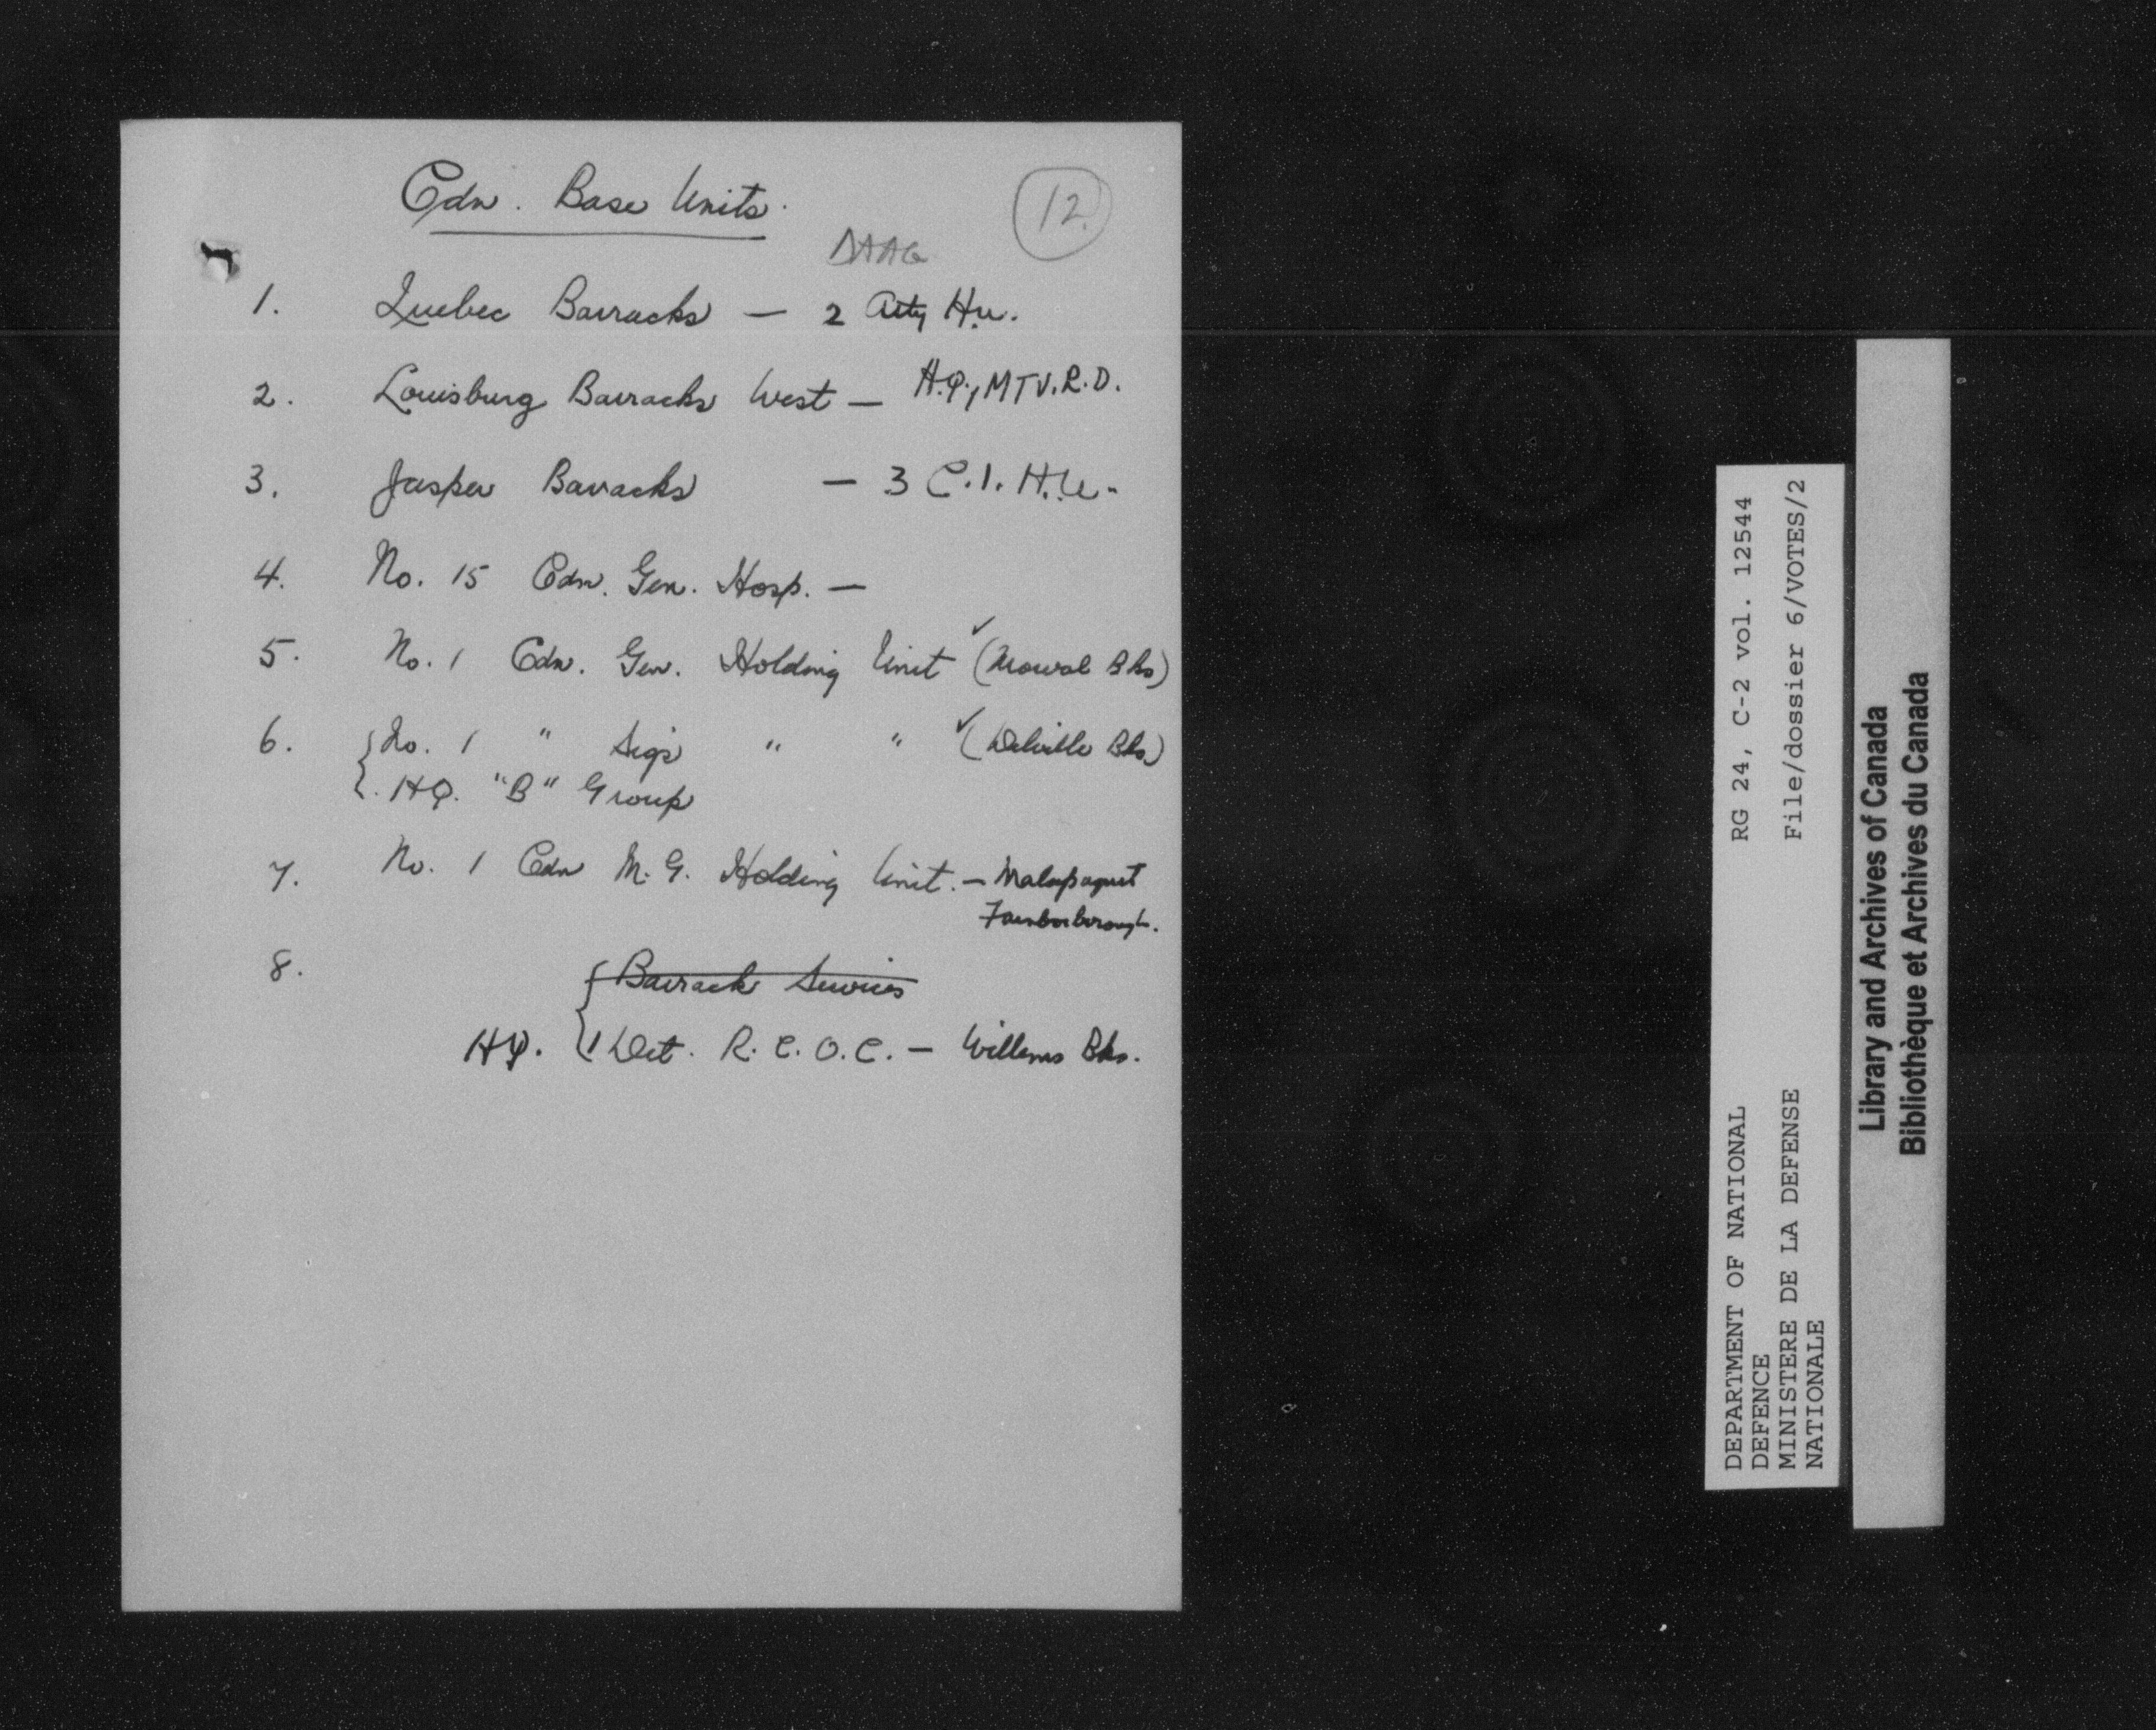 Cdn. Base Units.
12.
DAAG
1. Quebec Barracks — 2 Arty H.U.
2. Louisburg Barracks West — H.Q., MTV.R.D.
3. Jasper Barracks — 3 C.I.H.U.
4. No. 15 Cdn. Gen. Hosp. —
5. No. 1 Cdn. Gen. Holding Unit ✓ (Morval Bks)
6. { No. 1 " Sigs " " ✓ (Delville Bks)
{ HQ. "B" Group
7. No. 1 Cdn M.G. Holding Unit. — Malapaquet
Farnborborough.
8. { Barrack Services
HQ. { 1 Det. R.C.O.C. — Willems Bks.
DEPARTMENT OF NATIONAL
DEFENCE
MINISTERE DE LA DEFENSE
NATIONALE
RG 24, C-2 vol. 12544
File/dossier 6/VOTES/2
Library and Archives of Canada
Bibliothèque et Archives du Canada